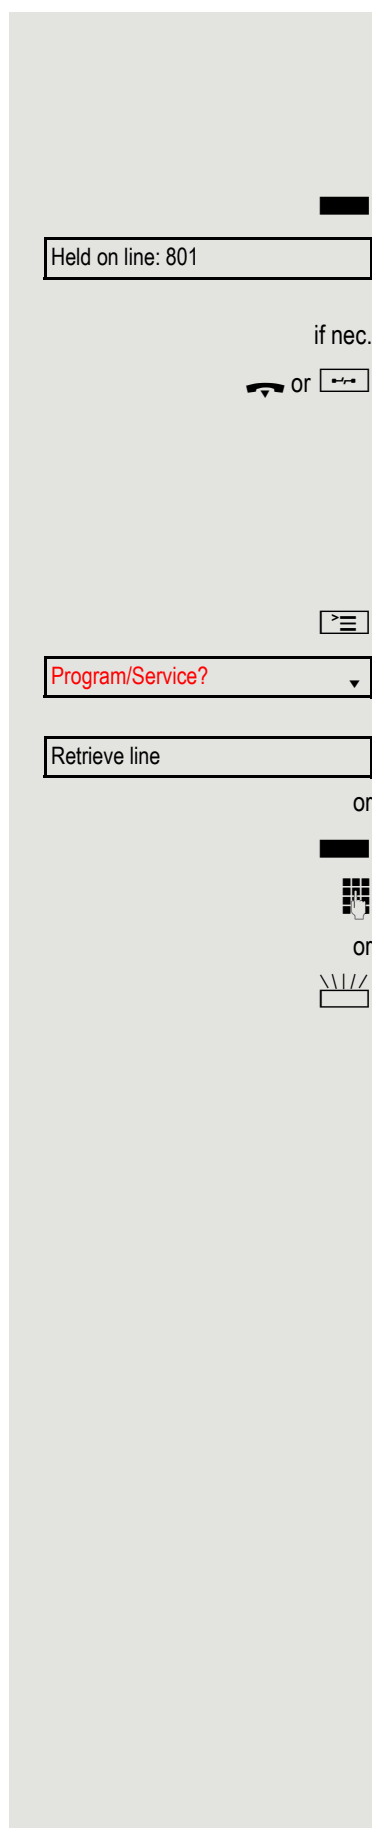 Held on line: 801
if nec.
or
Program/Service?
Retrieve line
or
or